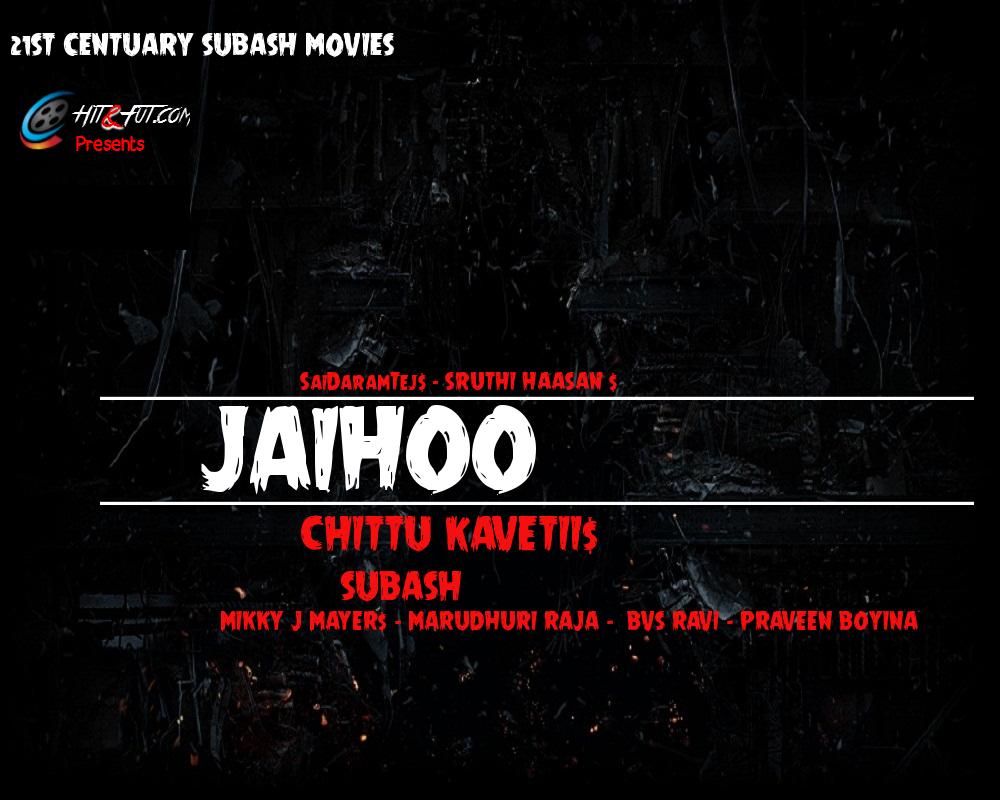 21ST CENTUARY SUBASH MOVIES
HIT&FUT.COM
Presents
SaiDaramTej$ - SRUTHI HAASAN $
JAIHOO
CHITTU KAVETII$
SUBASH
MIKKY J MAYER$ - MARUDHURI RAJA - BVS RAVI - PRAVEEN BOYINA